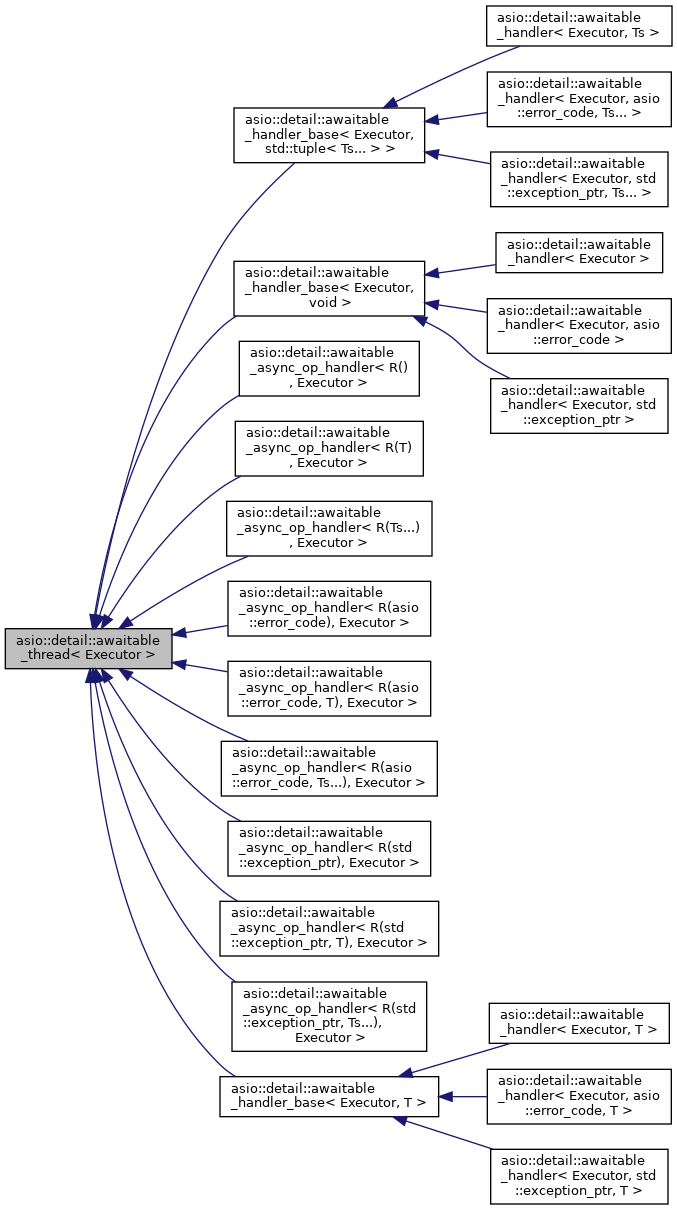 asio::detail::awaitable
_handler< Executor, Ts >
asio::detail::awaitable
_handler< Executor, asio
::error_code, Ts... >
asio::detail::awaitable
_handler_base< Executor,
std::tuple< Ts... > >
asio::detail::awaitable
_handler< Executor, std
::exception_ptr, Ts... >
asio::detail::awaitable
_handler< Executor >
asio::detail::awaitable
_handler_base< Executor,
void >
asio::detail::awaitable
_handler< Executor, asio
::error_code >
asio::detail::awaitable
_async_op_handler< R()
, Executor >
asio::detail::awaitable
_handler< Executor, std
::exception_ptr >
asio::detail::awaitable
_async_op_handler< R(T)
, Executor >
asio::detail::awaitable
_async_op_handler< R(Ts...)
, Executor >
asio::detail::awaitable
_async_op_handler< R(asio
::error_code), Executor >
asio::detail::awaitable
_thread< Executor >
asio::detail::awaitable
_async_op_handler< R(asio
::error_code, T), Executor >
asio::detail::awaitable
_async_op_handler< R(asio
::error_code, Ts...), Executor >
asio::detail::awaitable
_async_op_handler< R(std
::exception_ptr), Executor >
asio::detail::awaitable
_async_op_handler< R(std
::exception_ptr, T), Executor >
asio::detail::awaitable
_async_op_handler< R(std
::exception_ptr, Ts...),
Executor >
asio::detail::awaitable
_handler< Executor, T >
asio::detail::awaitable
_handler_base< Executor, T >
asio::detail::awaitable
_handler< Executor, asio
::error_code, T >
asio::detail::awaitable
_handler< Executor, std
::exception_ptr, T >